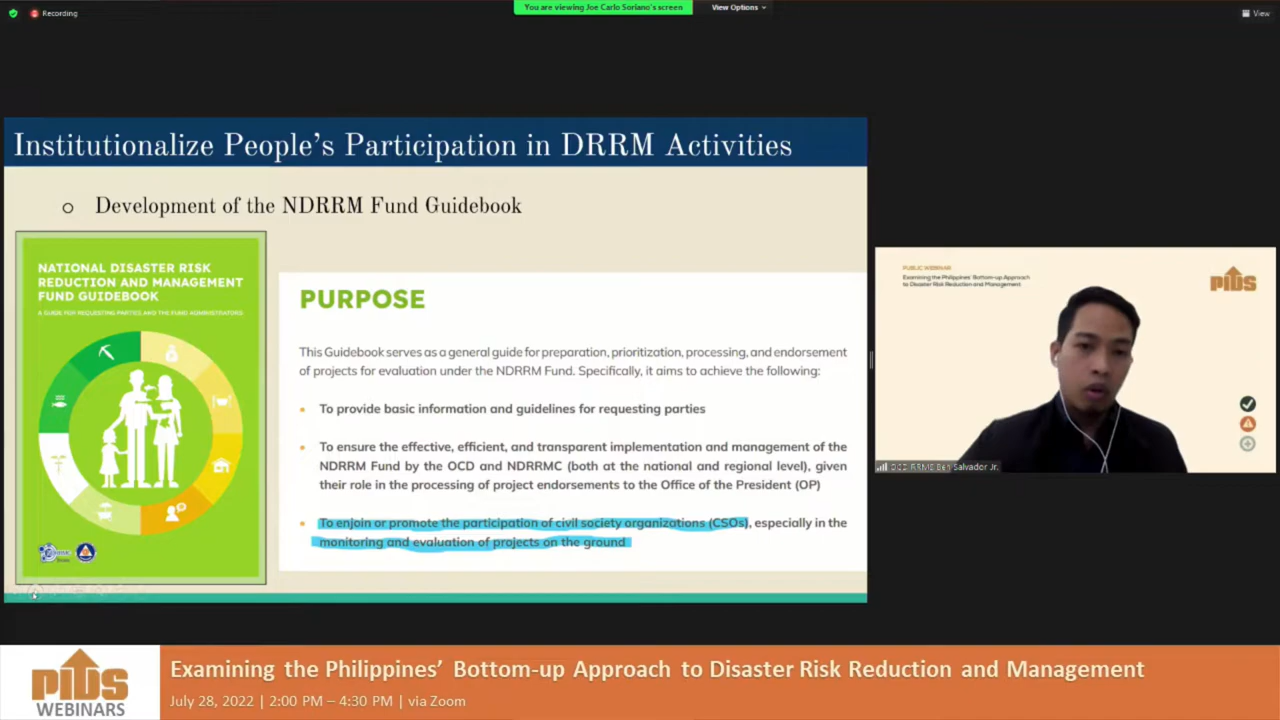 Recording
You are viewing Joe Carlo Soriano's screen
View Options
View
Institutionalize People's Participation in DRRM Activities
Development of the NDRRM Fund Guidebook
NATIONAL DISASTER RISK
REDUCTION AND MANAGEMENT
FUND GUIDEBOOK
A GUIDE FOR REQUESTING PARTIES AND THE FUND ADMINISTRATORS
PURPOSE
This Guidebook serves as a general guide for preparation, prioritization, processing, and endorsement
of projects for evaluation under the NDRRM Fund. Specifically, it aims to achieve the following:
To provide basic information and guidelines for requesting parties
To ensure the effective, efficient, and transparent implementation and management of the
NDRRM Fund by the OCD and NDRRMC (both at the national and regional level), given
their role in the processing of project endorsements to the Office of the President (OP)
To enjoin or promote the participation of civil society organizations (CSOs), especially in the
monitoring and evaluation of projects on the ground
PUBLIC WEBINAR
Examining the Philippines' Bottom-up Approach
to Disaster Risk Reduction and Management
PIDS
Ben Salvador Jr.
PIDS
WEBINARS
Examining the Philippines' Bottom-up Approach to Disaster Risk Reduction and Management
July 28, 2022 | 2:00 PM – 4:30 PM | via Zoom